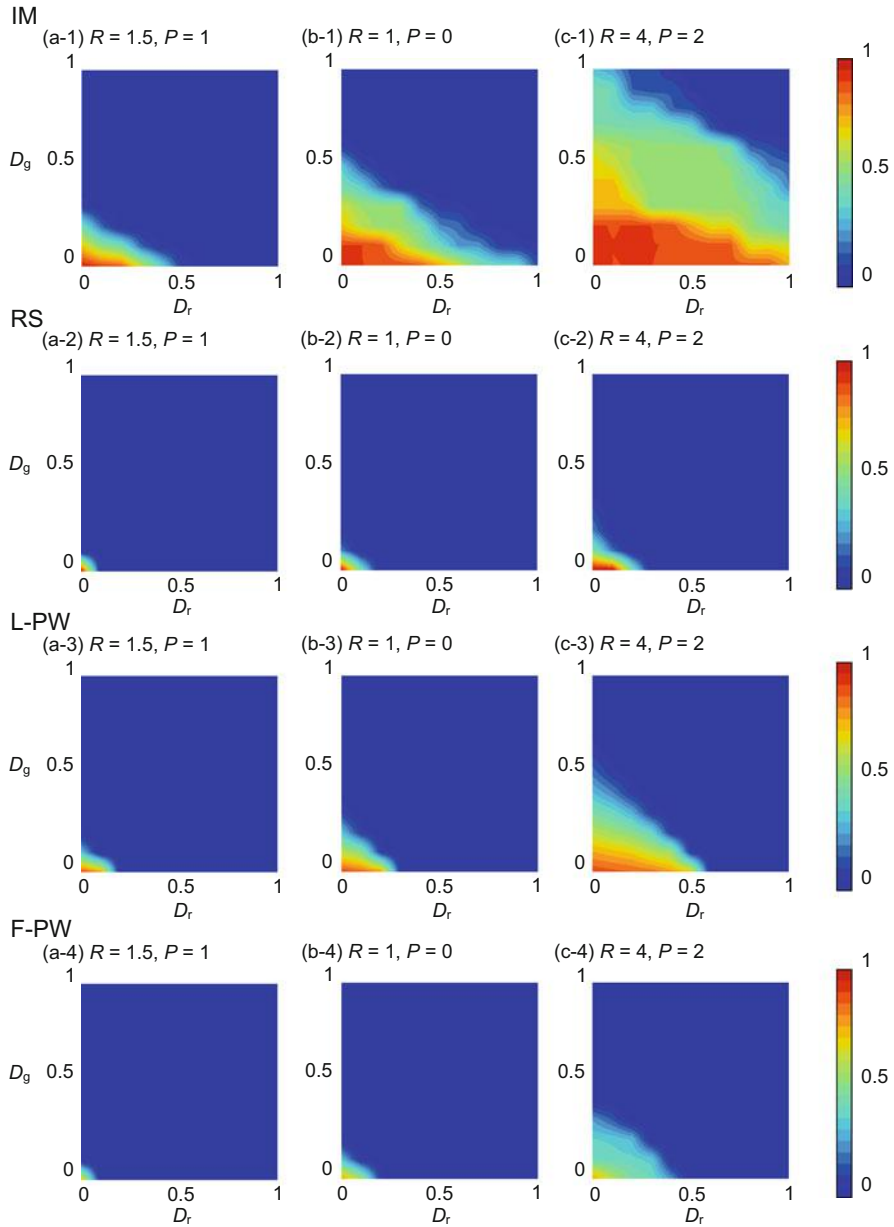 IM
(a-1) R = 1.5, P = 1 (b-1) R = 1, P = 0 (c-1) R = 4, P = 2
1 1 1 1
Dg 0.5 0.5 0.5 0.5
0 0 0 0
0 0.5 1 0 0.5 1 0 0.5 1
Dr Dr Dr
RS
(a-2) R = 1.5, P = 1 (b-2) R = 1, P = 0 (c-2) R = 4, P = 2
1 1 1 1
Dg 0.5 0.5 0.5 0.5
0 0 0 0
0 0.5 1 0 0.5 1 0 0.5 1
Dr Dr Dr
L-PW
(a-3) R = 1.5, P = 1 (b-3) R = 1, P = 0 (c-3) R = 4, P = 2
1 1 1 1
Dg 0.5 0.5 0.5 0.5
0 0 0 0
0 0.5 1 0 0.5 1 0 0.5 1
Dr Dr Dr
F-PW
(a-4) R = 1.5, P = 1 (b-4) R = 1, P = 0 (c-4) R = 4, P = 2
1 1 1 1
Dg 0.5 0.5 0.5 0.5
0 0 0 0
0 0.5 1 0 0.5 1 0 0.5 1
Dr Dr Dr